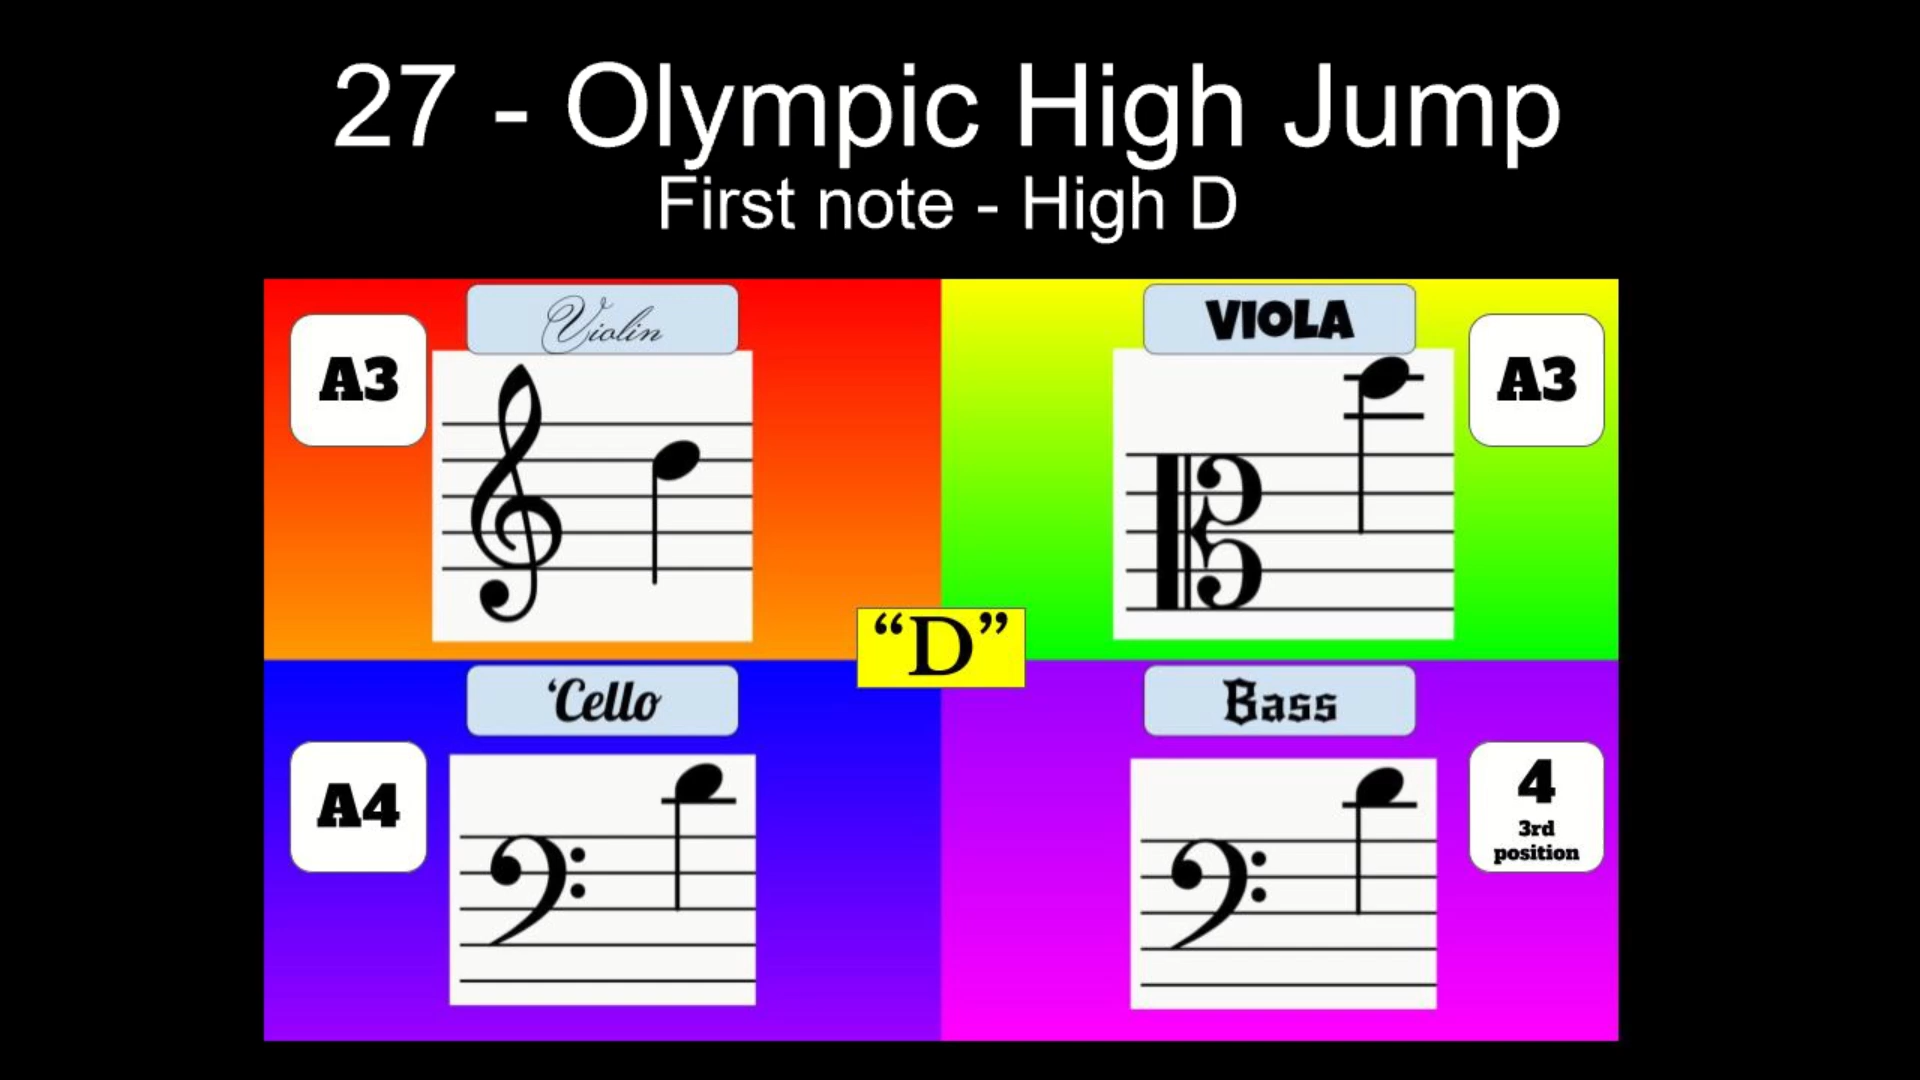 27 - Olympic High Jump
First note - High D
Violin
A3
VIOLA
A3
“D”
‘Cello
A4
Bass
4
3rd
position